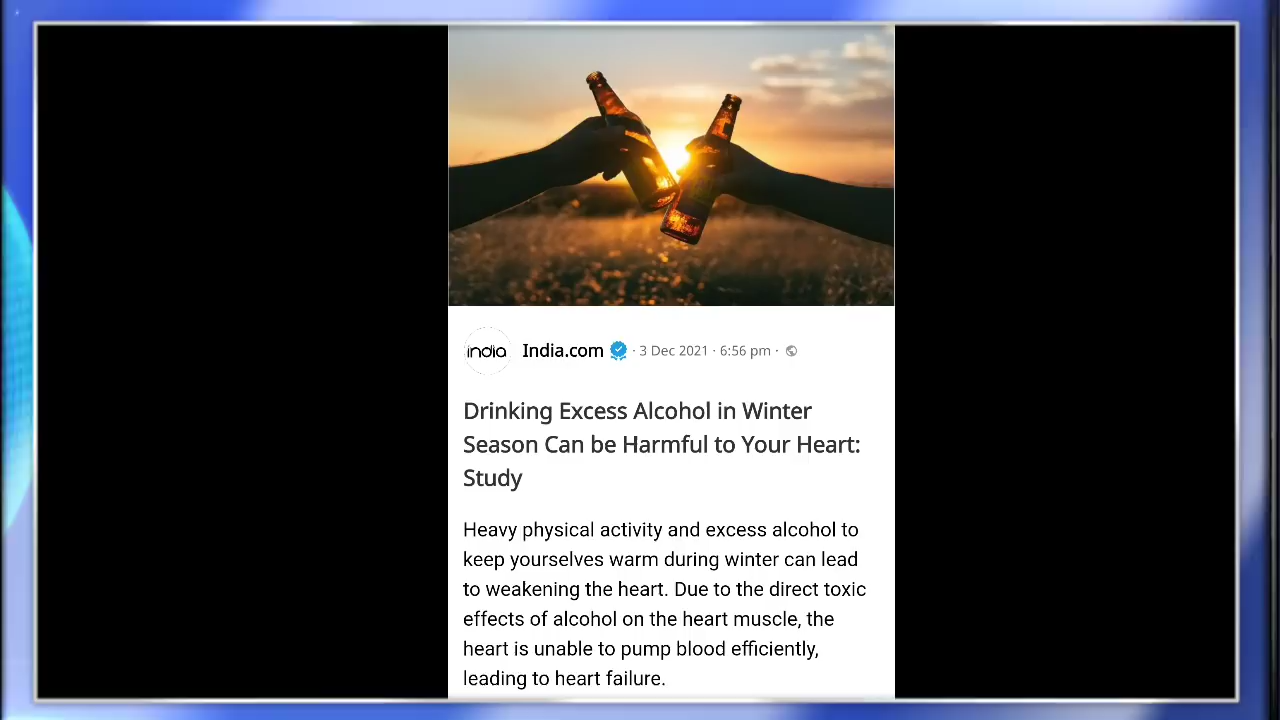 india
India.com · 3 Dec 2021 · 6:56 pm ·
Drinking Excess Alcohol in Winter
Season Can be Harmful to Your Heart:
Study
Heavy physical activity and excess alcohol to
keep yourselves warm during winter can lead
to weakening the heart. Due to the direct toxic
effects of alcohol on the heart muscle, the
heart is unable to pump blood efficiently,
leading to heart failure.